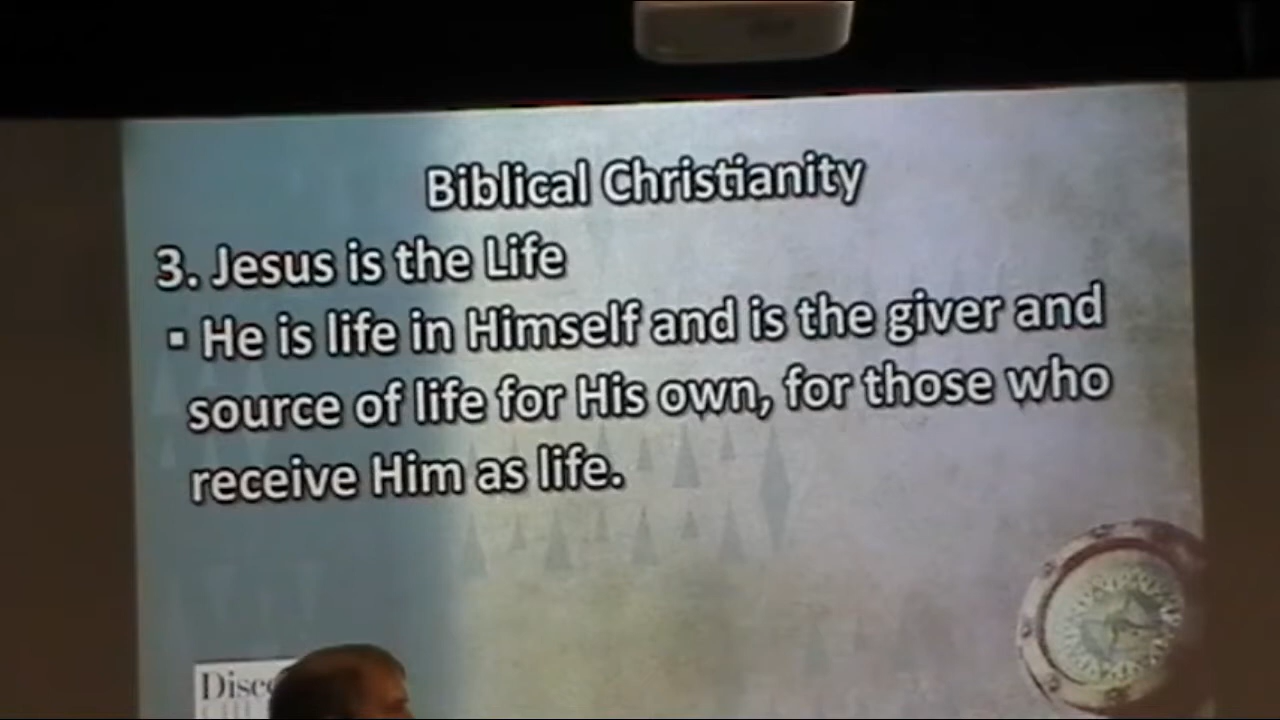 Biblical Christianity
3. Jesus is the Life
▪ He is life in Himself and is the giver and
source of life for His own, for those who
receive Him as life.